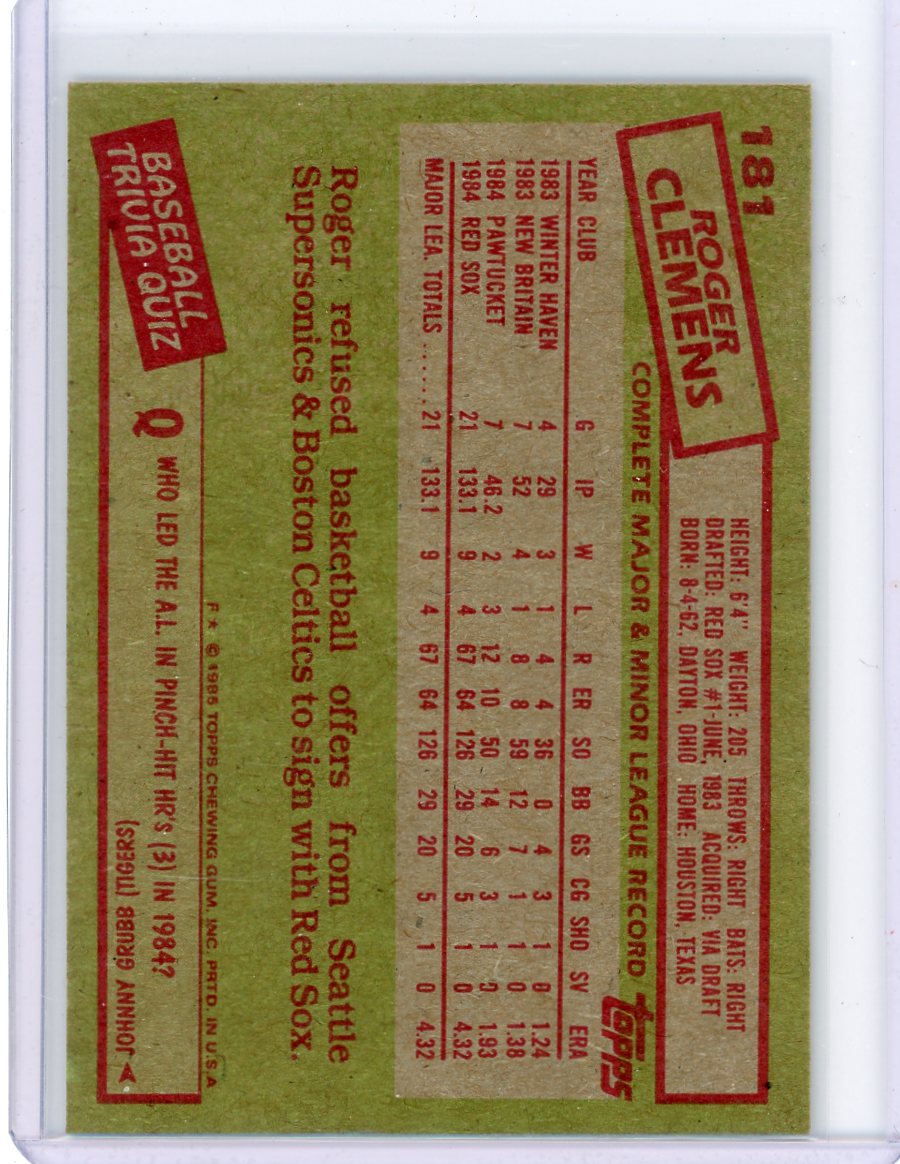 181
ROGER
CLEMENS
HEIGHT: 6'4" WEIGHT: 205 THROWS: RIGHT BATS: RIGHT
DRAFTED: RED SOX #1-JUNE, 1983 ACQUIRED: VIA DRAFT
BORN: 8-4-62, DAYTON, OHIO HOME: HOUSTON, TEXAS
COMPLETE MAJOR & MINOR LEAGUE RECORD
topps
YEAR CLUB G IP W L R ER SO BB GS CG SHO SV ERA
1983 WINTER HAVEN 4 29 3 1 4 4 36 0 4 3 1 0 1.24
1983 NEW BRITAIN 7 52 4 1 8 8 59 12 7 1 1 0 1.38
1984 PAWTUCKET 7 46.2 2 3 12 10 50 14 6 3 1 0 1.93
1984 RED SOX 21 133.1 9 4 67 64 126 29 20 5 1 0 4.32
MAJOR LEA. TOTALS ...... 21 133.1 9 4 67 64 126 29 20 5 1 0 4.32
Roger refused basketball offers from Seattle
Supersonics & Boston Celtics to sign with Red Sox.
F★ © 1985 TOPPS CHEWING GUM, INC. PRTD. IN U.S.A
BASEBALL
TRIVIA·QUIZ
Q WHO LED THE A.L. IN PINCH-HIT HR's (3) IN 1984?
JOHNNY GRUBB (TIGERS)
A